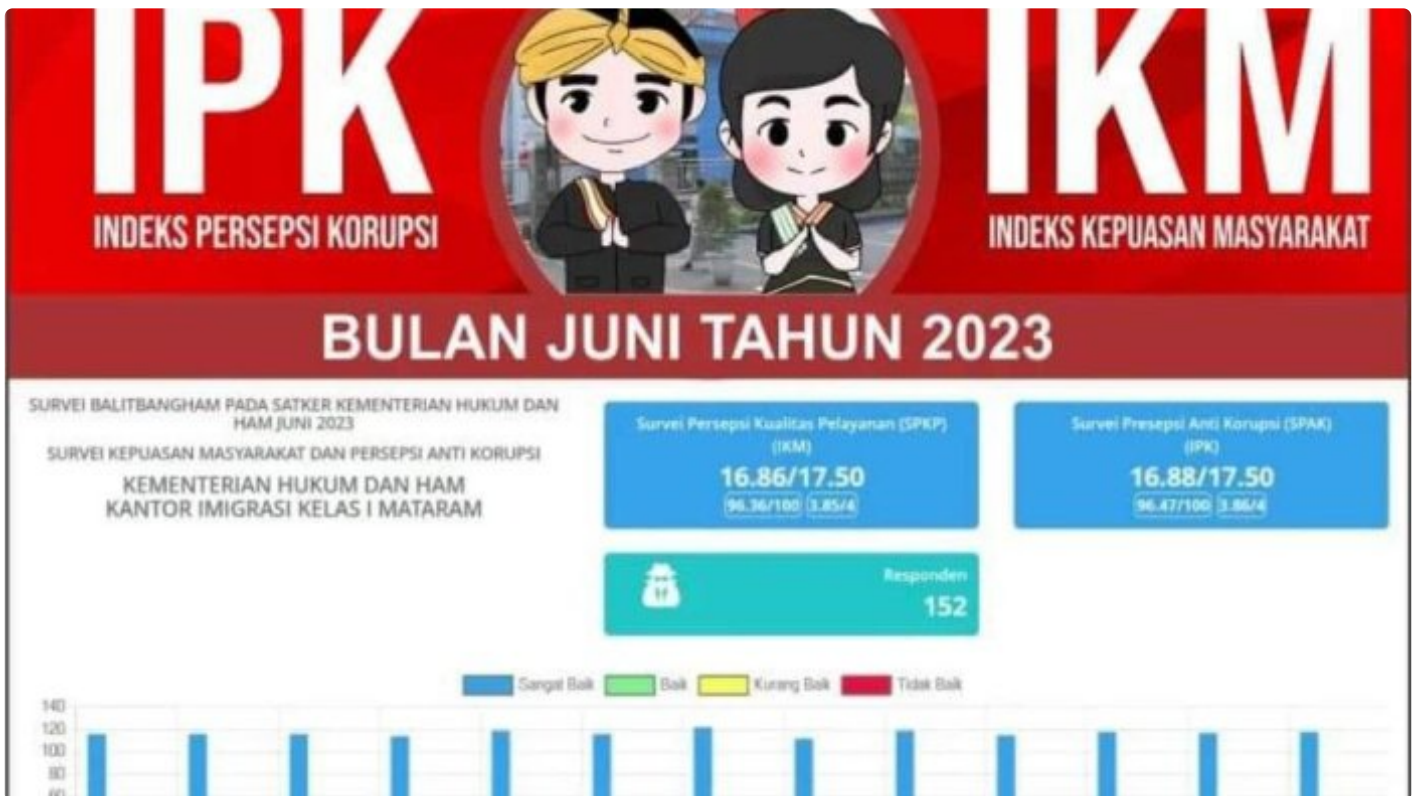 IPK
INDEKS PERSEPSI KORUPSI
IKM
INDEKS KEPUASAN MASYARAKAT
BULAN JUNI TAHUN 2023
SURVEI BALITBANGHAM PADA SATKER KEMENTERIAN HUKUM DAN
HAM JUNI 2023
SURVEI KEPUASAN MASYARAKAT DAN PERSEPSI ANTI KORUPSI
KEMENTERIAN HUKUM DAN HAM
KANTOR IMIGRASI KELAS I MATARAM
Survei Persepsi Kualitas Pelayanan (SPKP)
(IKM)
16.86/17.50
96.36/100 3.85/4
Survei Presepsi Anti Korupsi (SPAK)
(IPK)
16.88/17.50
96.47/100 3.86/4
Responden
152
Sangat Baik Baik Kurang Baik Tidak Baik
140
120
100
80
60